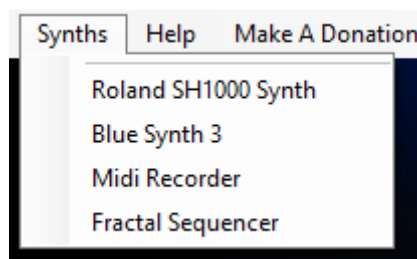 Synths Help Make A Donation
Roland SH1000 Synth
Blue Synth 3
Midi Recorder
Fractal Sequencer